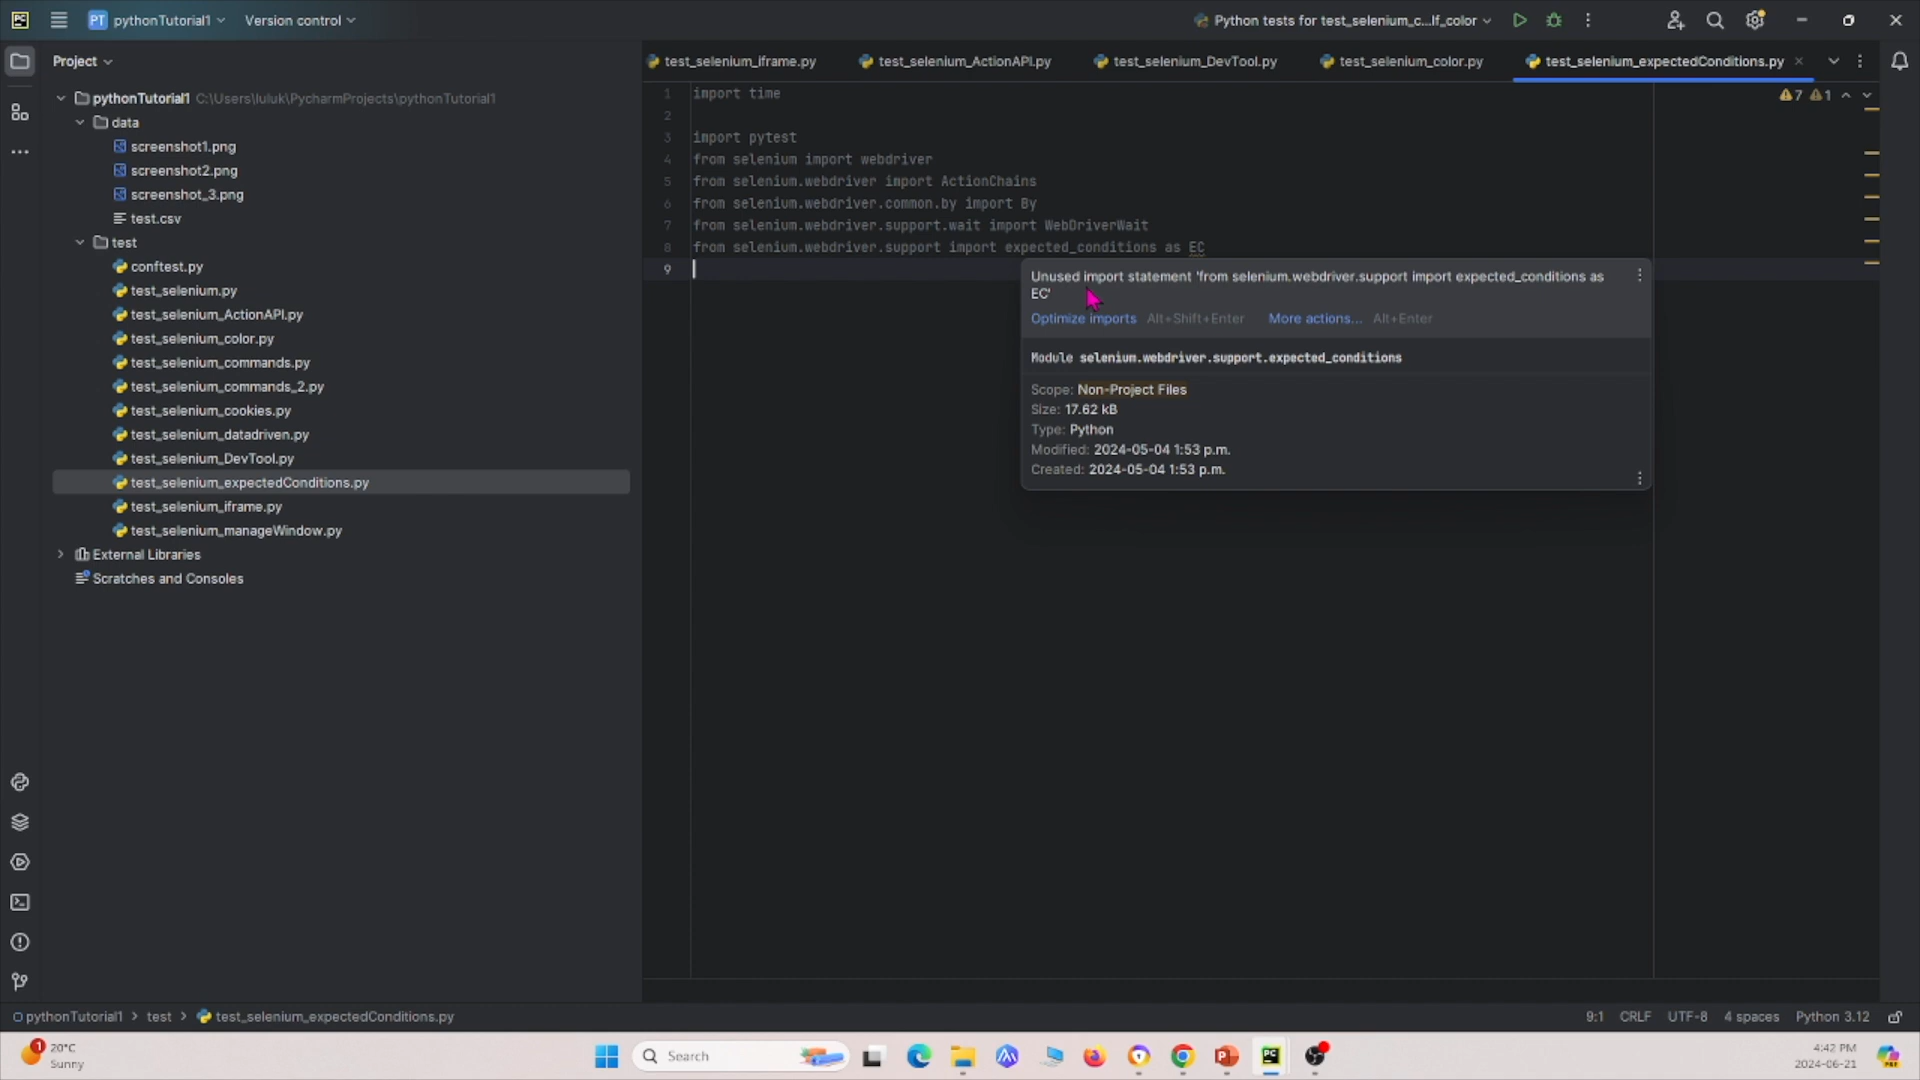 PC
PT pythonTutorial1
Version control
Python tests for test_selenium_c...lf_color
Project
test_selenium_iframe.py
test_selenium_ActionAPI.py
test_selenium_DevTool.py
test_selenium_color.py
test_selenium_expectedConditions.py
pythonTutorial1 C:\Users\luluk\PycharmProjects\pythonTutorial1
data
screenshot1.png
screenshot2.png
screenshot_3.png
test.csv
test
conftest.py
test_selenium.py
test_selenium_ActionAPI.py
test_selenium_color.py
test_selenium_commands.py
test_selenium_commands_2.py
test_selenium_cookies.py
test_selenium_datadriven.py
test_selenium_DevTool.py
test_selenium_expectedConditions.py
test_selenium_iframe.py
test_selenium_manageWindow.py
External Libraries
Scratches and Consoles
7 1
1 import time
2
3 import pytest
4 from selenium import webdriver
5 from selenium.webdriver import ActionChains
6 from selenium.webdriver.common.by import By
7 from selenium.webdriver.support.wait import WebDriverWait
8 from selenium.webdriver.support import expected_conditions as EC
9
Unused import statement 'from selenium.webdriver.support import expected_conditions as
EC'
Optimize imports Alt+Shift+Enter More actions... Alt+Enter
Module selenium.webdriver.support.expected_conditions
Scope: Non-Project Files
Size: 17.62 kB
Type: Python
Modified: 2024-05-04 1:53 p.m.
Created: 2024-05-04 1:53 p.m.
pythonTutorial1 > test > test_selenium_expectedConditions.py
9:1 CRLF UTF-8 4 spaces Python 3.12
1
20°C
Sunny
Search
PC
4:42 PM
2024-06-21